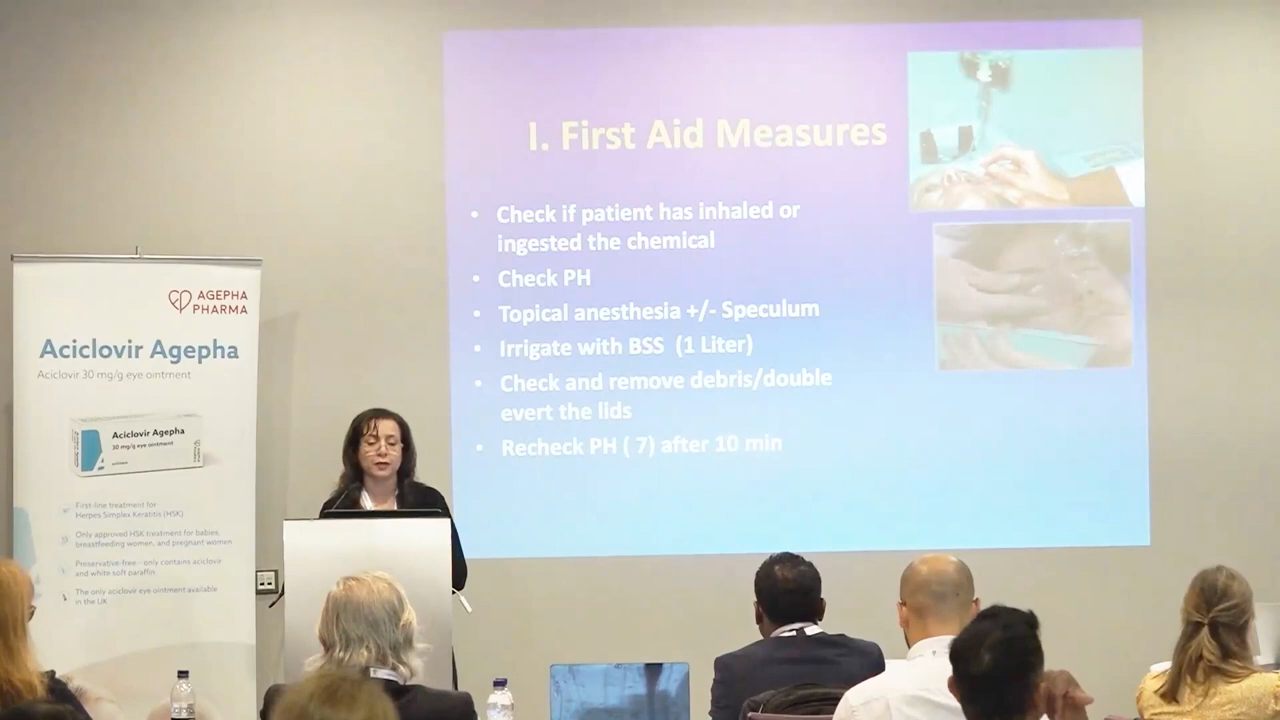 AGEPHA
PHARMA
Aciclovir Agepha
Aciclovir 30 mg/g eye ointment
Aciclovir Agepha
30 mg/g eye ointment
First-line treatment for
Herpes Simplex Keratitis (HSK)
Only approved HSK treatment for babies,
breastfeeding women, and pregnant women
Preservative-free - only contains aciclovir
and white soft paraffin
The only aciclovir eye ointment available
in the UK
I. First Aid Measures
• Check if patient has inhaled or
ingested the chemical
• Check PH
• Topical anesthesia +/- Speculum
• Irrigate with BSS (1 Liter)
• Check and remove debris/double
evert the lids
• Recheck PH ( 7) after 10 min